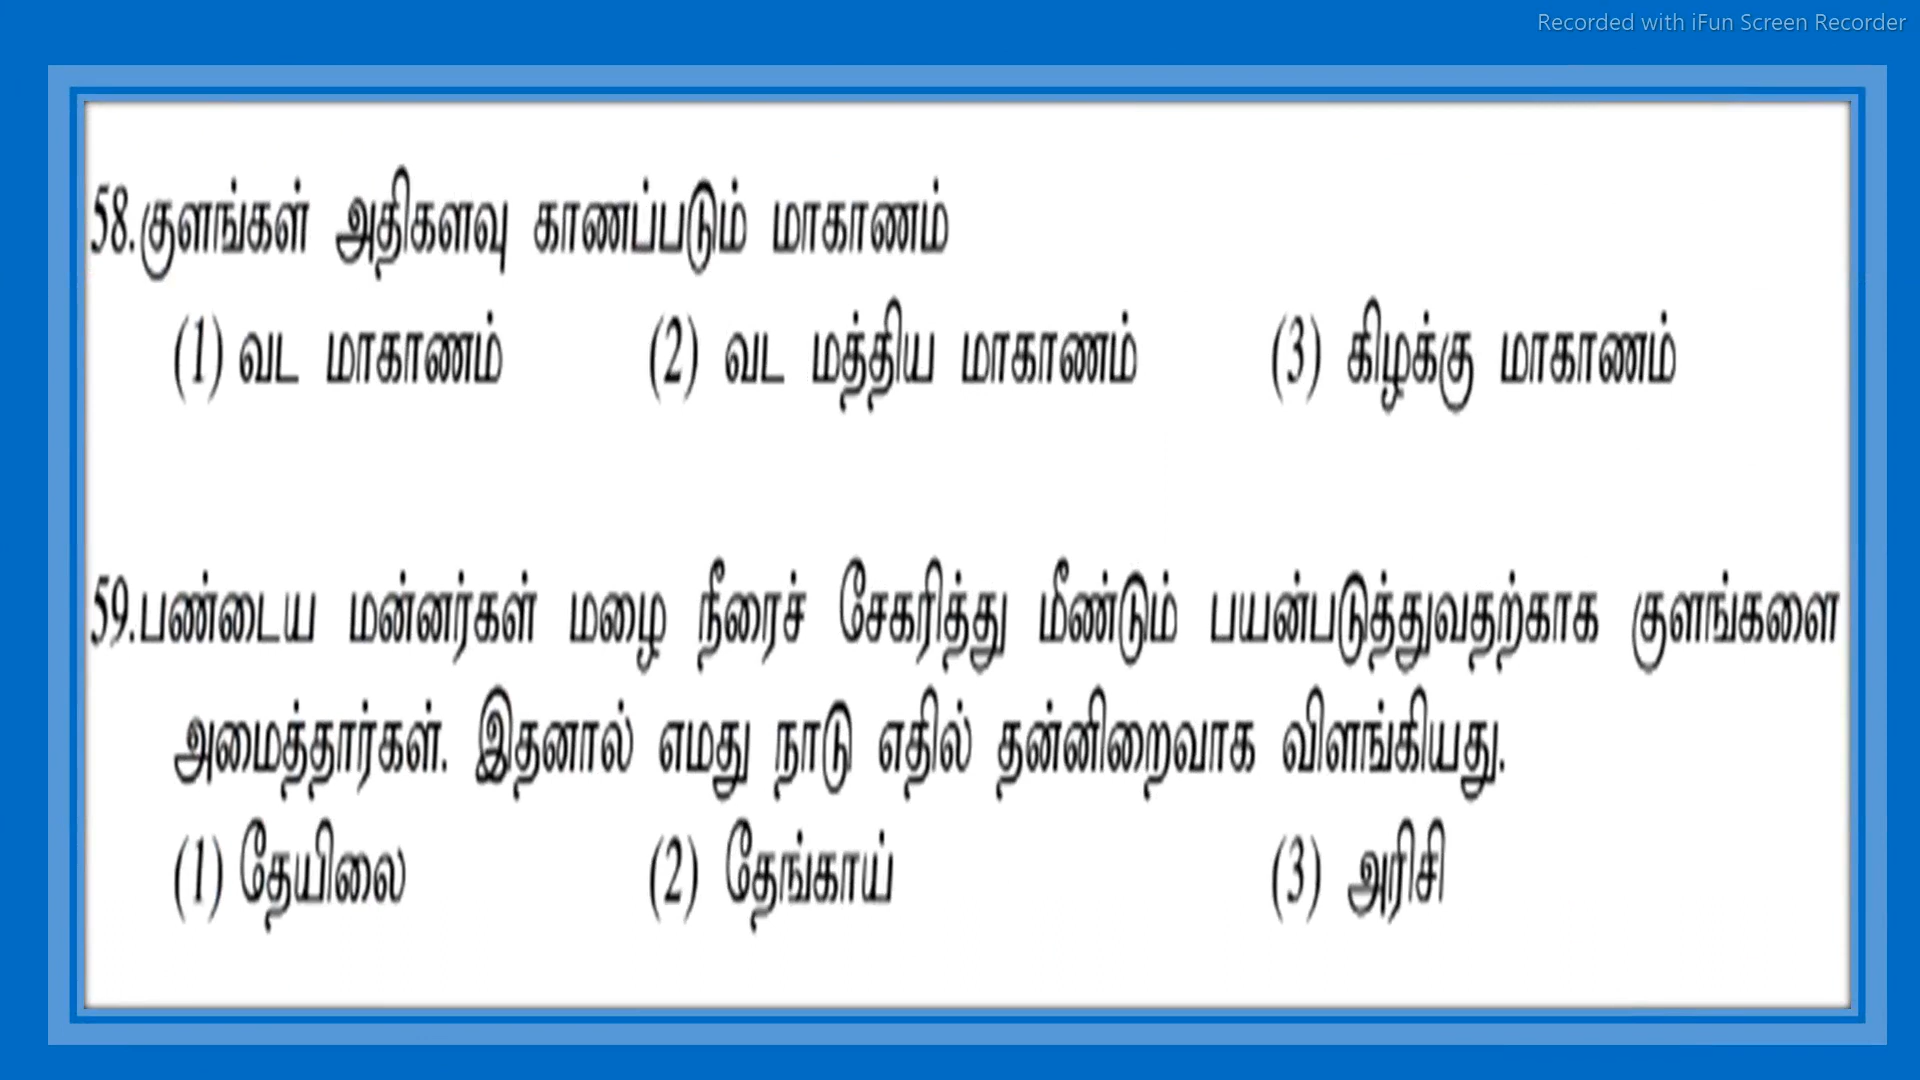 Recorded with iFun Screen Recorder
58.குளங்கள் அதிகளவு காணப்படும் மாகாணம்
(1) வட மாகாணம் (2) வட மத்திய மாகாணம் (3) கிழக்கு மாகாணம்
59.பண்டைய மன்னர்கள் மழை நீரைச் சேகரித்து மீண்டும் பயன்படுத்துவதற்காக குளங்களை
அமைத்தார்கள். இதனால் எமது நாடு எதில் தன்னிறைவாக விளங்கியது.
(1) தேயிலை (2) தேங்காய் (3) அரிசி